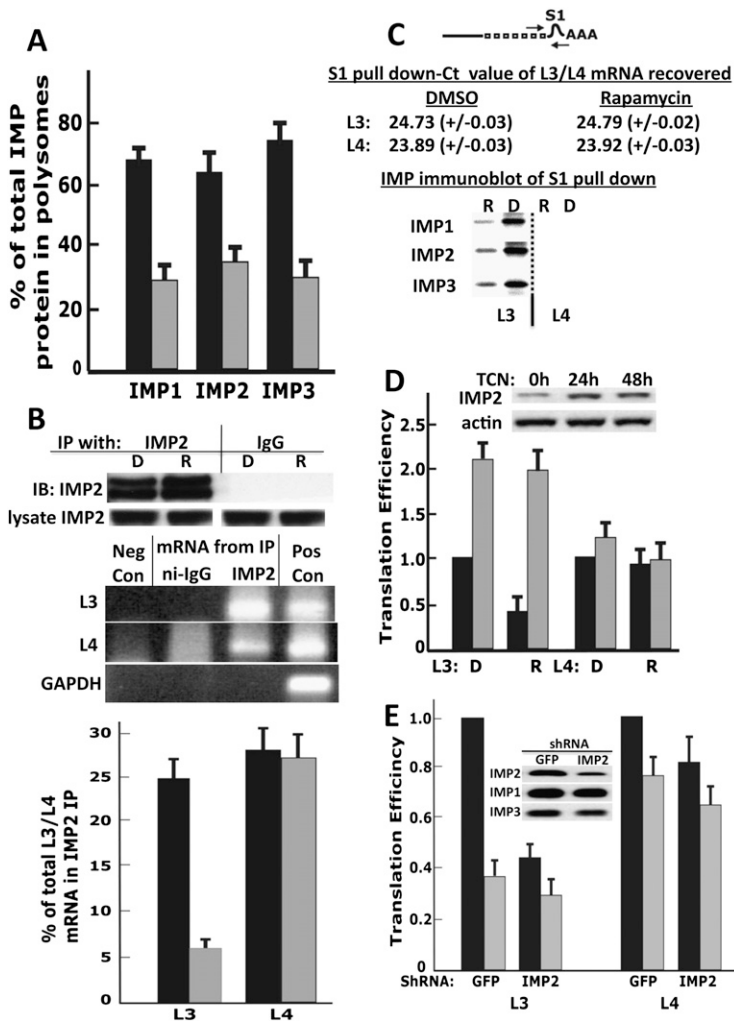 A
% of total IMP
protein in polysomes
80
60
40
20
0
IMP1 IMP2 IMP3
B
IP with: IMP2 IgG
D R D R
IB: IMP2
lysate IMP2
Neg Con mRNA from IP Pos Con
ni-IgG IMP2
L3
L4
GAPDH
% of total L3/L4
mRNA in IMP2 IP
30
25
20
15
10
5
0
L3 L4
C
S1
AAA
S1 pull down-Ct value of L3/L4 mRNA recovered
DMSO Rapamycin
L3: 24.73 (+/-0.03) 24.79 (+/-0.02)
L4: 23.89 (+/-0.03) 23.92 (+/-0.03)
IMP immunoblot of S1 pull down
R D R D
IMP1
IMP2
IMP3
L3 L4
D
TCN: 0h 24h 48h
IMP2
actin
Translation Efficiency
2.0
1.5
1.0
0.5
L3: D R L4: D R
E
shRNA
GFP IMP2
IMP2
IMP1
IMP3
Translation Efficincy
1.0
0.8
0.6
0.4
0.2
0
ShRNA: GFP IMP2 GFP IMP2
L3 L4